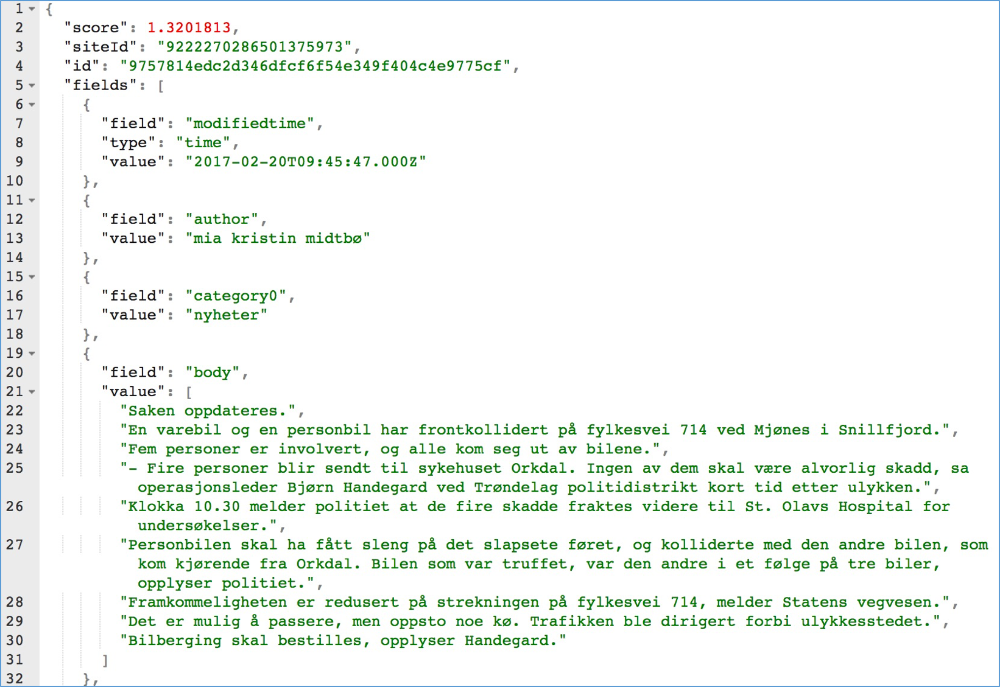 1 {
2 "score": 1.3201813,
3 "siteId": "9222270286501375973",
4 "id": "9757814edc2d346dfcf6f54e349f404c4e9775cf",
5 "fields": [
6 {
7 "field": "modifiedtime",
8 "type": "time",
9 "value": "2017-02-20T09:45:47.000Z"
10 },
11 {
12 "field": "author",
13 "value": "mia kristin midtbø"
14 },
15 {
16 "field": "category0",
17 "value": "nyheter"
18 },
19 {
20 "field": "body",
21 "value": [
22 "Saken oppdateres.",
23 "En varebil og en personbil har frontkollidert på fylkesvei 714 ved Mjønes i Snillfjord.",
24 "Fem personer er involvert, og alle kom seg ut av bilene.",
25 "– Fire personer blir sendt til sykehuset Orkdal. Ingen av dem skal være alvorlig skadd, sa
operasjonsleder Bjørn Handegard ved Trøndelag politidistrikt kort tid etter ulykken.",
26 "Klokka 10.30 melder politiet at de fire skadde fraktes videre til St. Olavs Hospital for
undersøkelser.",
27 "Personbilen skal ha fått sleng på det slapsete føret, og kolliderte med den andre bilen, som
kom kjørende fra Orkdal. Bilen som var truffet, var den andre i et følge på tre biler,
opplyser politiet.",
28 "Framkommeligheten er redusert på strekningen på fylkesvei 714, melder Statens vegvesen.",
29 "Det er mulig å passere, men oppsto noe kø. Trafikken ble dirigert forbi ulykkesstedet.",
30 "Bilberging skal bestilles, opplyser Handegard."
31 ]
32 },